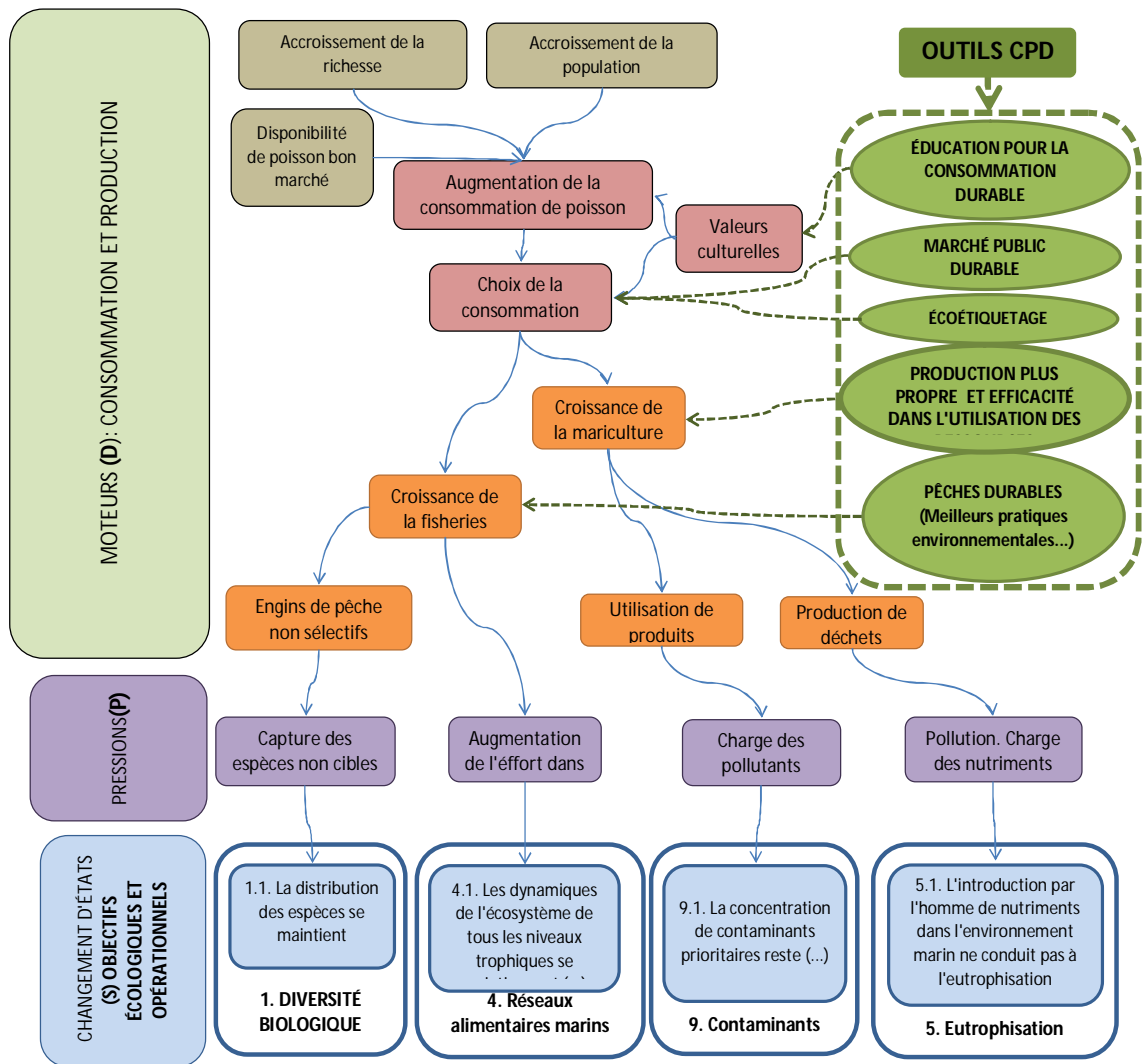 MOTEURS (D): CONSOMMATION ET PRODUCTION
Accroissement de la
richesse
Accroissement de la
population
Disponibilité
de poisson bon
marché
Augmentation de la
consommation de poisson
Valeurs
culturelles
Choix de la
consommation
Croissance de
la mariculture
Croissance de
la fisheries
Engins de pêche
non sélectifs
Utilisation de
produits
Production de
déchets
OUTILS CPD
ÉDUCATION POUR LA
CONSOMMATION
DURABLE
MARCHÉ PUBLIC
DURABLE
ÉCOÉTIQUETAGE
PRODUCTION PLUS
PROPRE ET EFFICACITÉ
DANS L'UTILISATION DES
PÊCHES DURABLES
(Meilleurs pratiques
environnementales...)
PRESSIONS(P)
Capture des
espèces non cibles
Augmentation
de l'éffort dans
Charge des
pollutants
Pollution. Charge
des nutriments
CHANGEMENT D'ÉTATS
(S) OBJECTIFS
ÉCOLOGIQUES ET
OPÉRATIONNELS
1.1. La distribution
des espèces se
maintient
1. DIVERSITÉ
BIOLOGIQUE
4.1. Les dynamiques
de l'écosystème de
tous les niveaux
trophiques se
4. Réseaux
alimentaires marins
9.1. La concentration
de contaminants
prioritaires reste (...)
9. Contaminants
5.1. L'introduction par
l'homme de nutriments
dans l'environnement
marin ne conduit pas à
l'eutrophisation
5. Eutrophisation